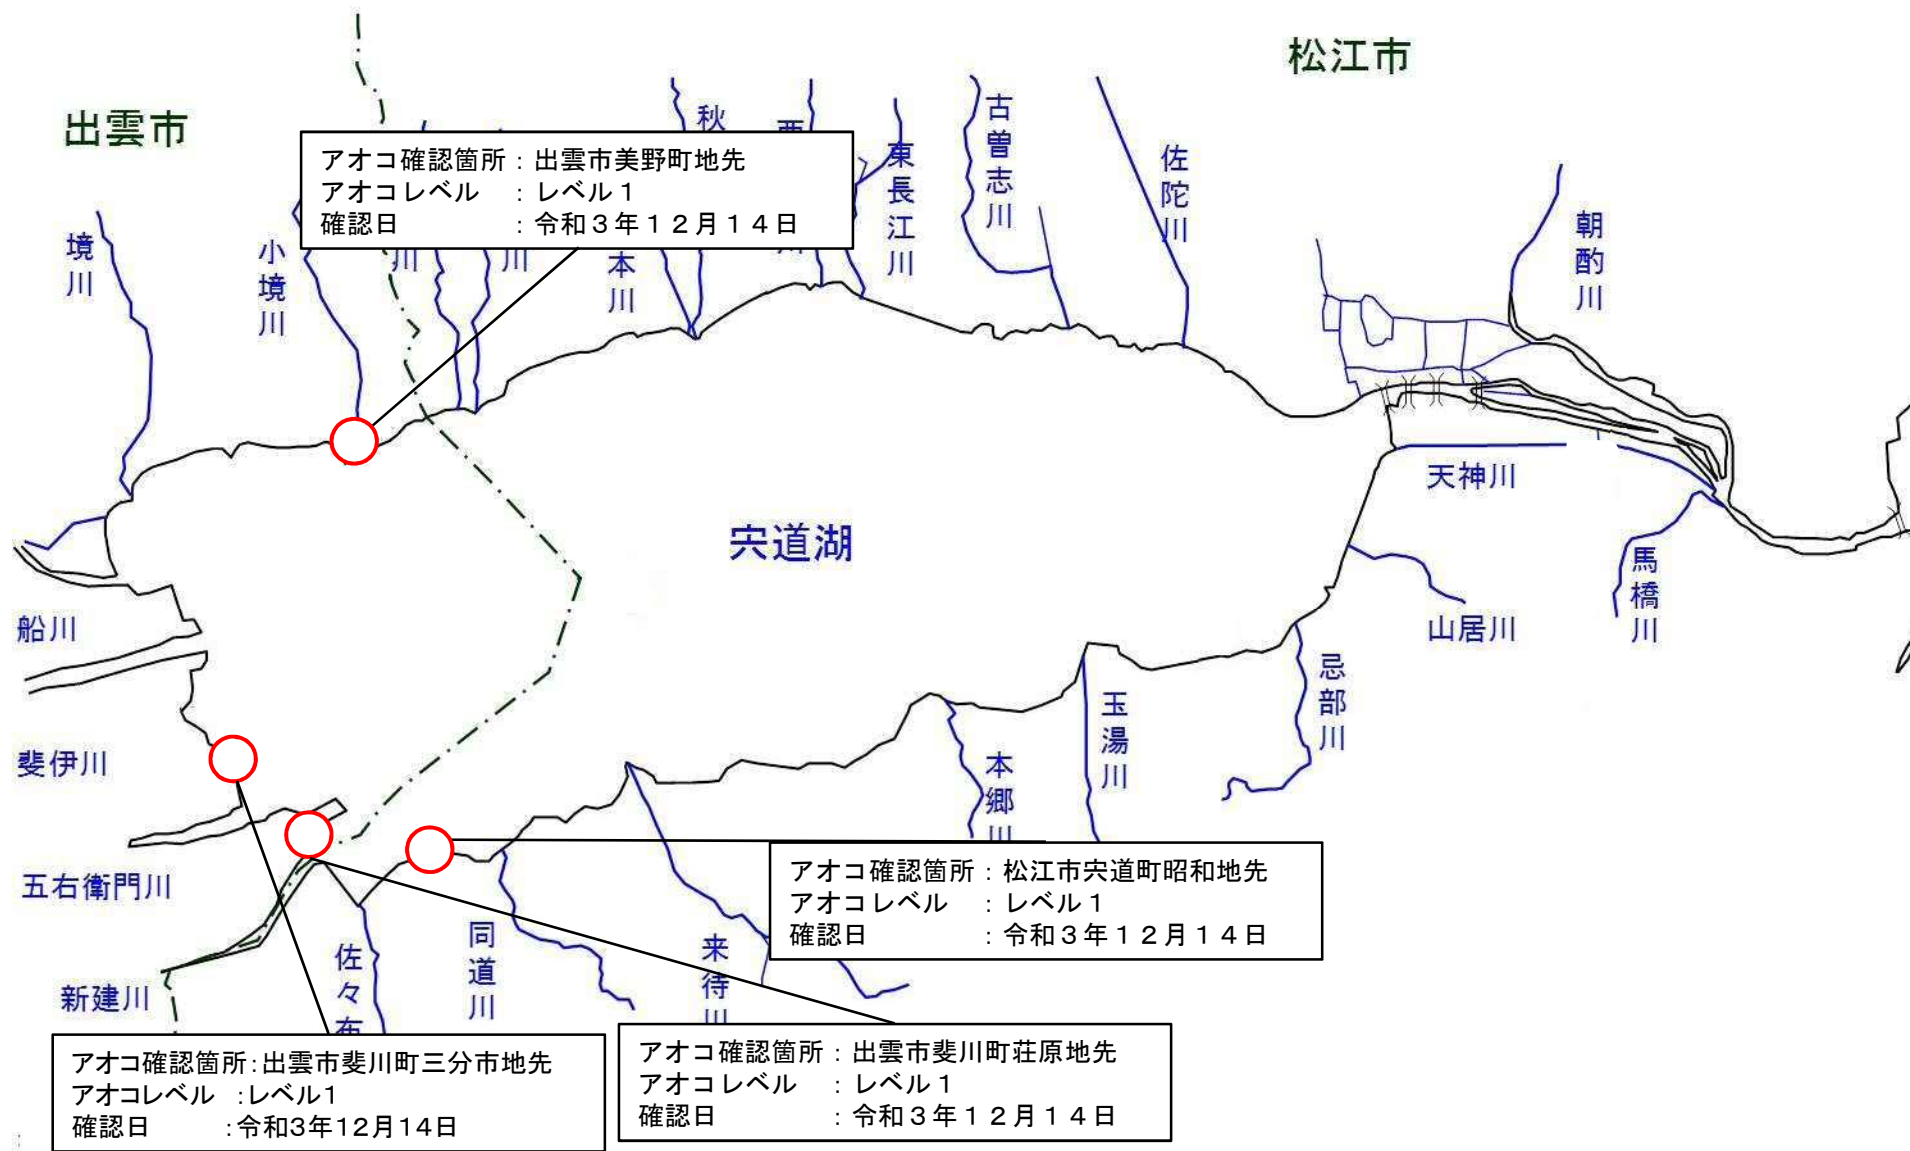 松江市
出雲市
アオコ確認箇所：出雲市美野町地先
アオコレベル　：レベル１
確認日　　　　：令和３年１２月１４日
秋
東長江川
古曽志川
佐陀川
朝酌川
境川
小境川
川
川
本川
宍道湖
天神川
馬橋川
山居川
忌部川
玉湯川
本郷川
船川
斐伊川
五右衛門川
新建川
佐々布
同道川
来待川
アオコ確認箇所：松江市宍道町昭和地先
アオコレベル　：レベル１
確認日　　　　：令和３年１２月１４日
アオコ確認箇所：出雲市斐川町三分市地先
アオコレベル　：レベル1
確認日　　　　：令和3年12月14日
アオコ確認箇所：出雲市斐川町荘原地先
アオコレベル　：レベル１
確認日　　　　：令和３年１２月１４日